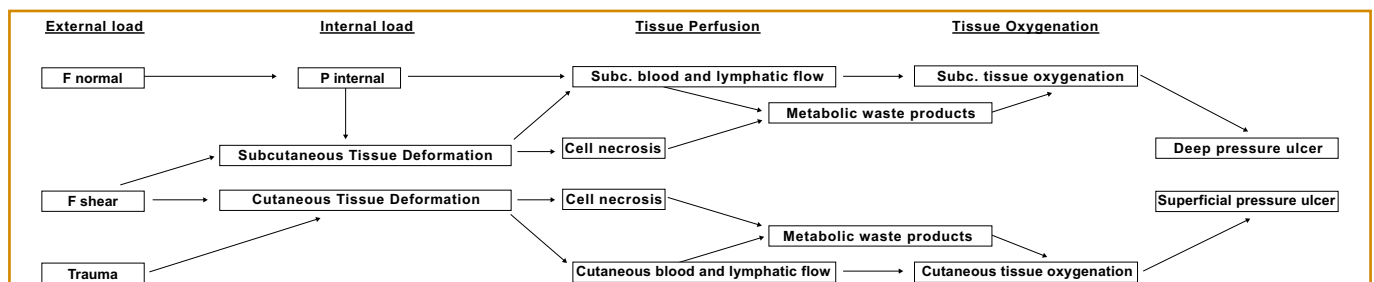 External load
Internal load
Tissue Perfusion
Tissue Oxygenation
F normal
P internal
Subc. blood and lymphatic flow
Subc. tissue oxygenation
Metabolic waste products
Subcutaneous Tissue Deformation
Cell necrosis
Deep pressure ulcer
F shear
Cutaneous Tissue Deformation
Cell necrosis
Superficial pressure ulcer
Metabolic waste products
Trauma
Cutaneous blood and lymphatic flow
Cutaneous tissue oxygenation